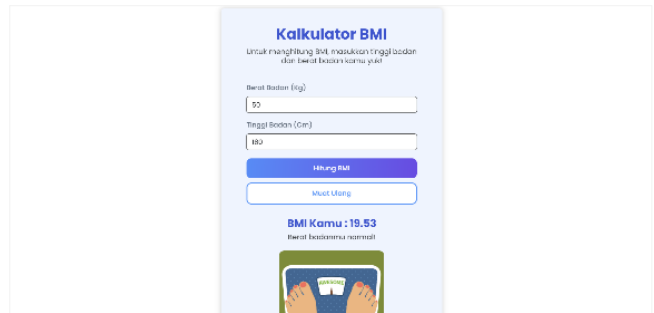 Kalkulator BMI
Untuk menghitung BMI, masukkan tinggi badan
dan berat badan kamu yuk!
Berat Badan (Kg)
50
Tinggi Badan (Cm)
160
Hitung BMI
Muat Ulang
BMI Kamu : 19.53
Berat badanmu normal!
AWESOME